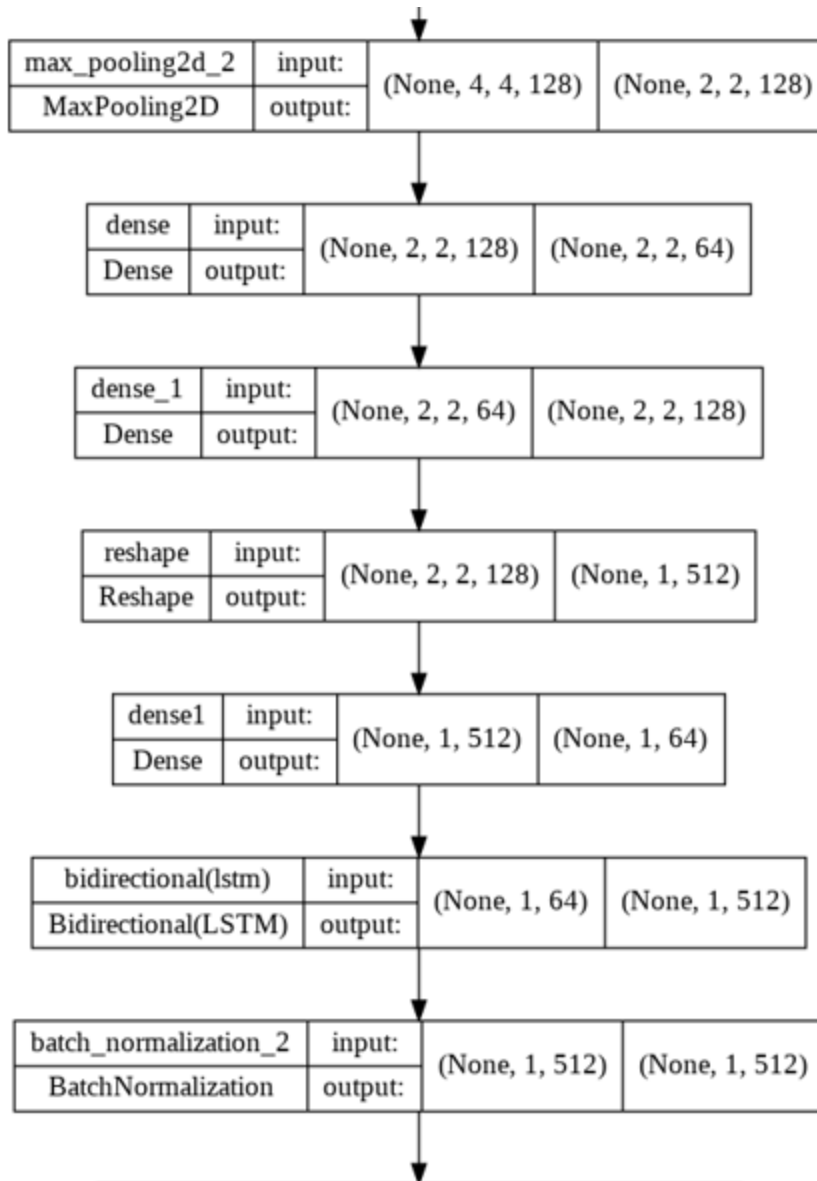 max_pooling2d_2 input: (None, 4, 4, 128) (None, 2, 2, 128)
MaxPooling2D output:
dense input: (None, 2, 2, 128) (None, 2, 2, 64)
Dense output:
dense_1 input: (None, 2, 2, 64) (None, 2, 2, 128)
Dense output:
reshape input: (None, 2, 2, 128) (None, 1, 512)
Reshape output:
dense1 input: (None, 1, 512) (None, 1, 64)
Dense output:
bidirectional(lstm) input: (None, 1, 64) (None, 1, 512)
Bidirectional(LSTM) output:
batch_normalization_2 input: (None, 1, 512) (None, 1, 512)
BatchNormalization output: